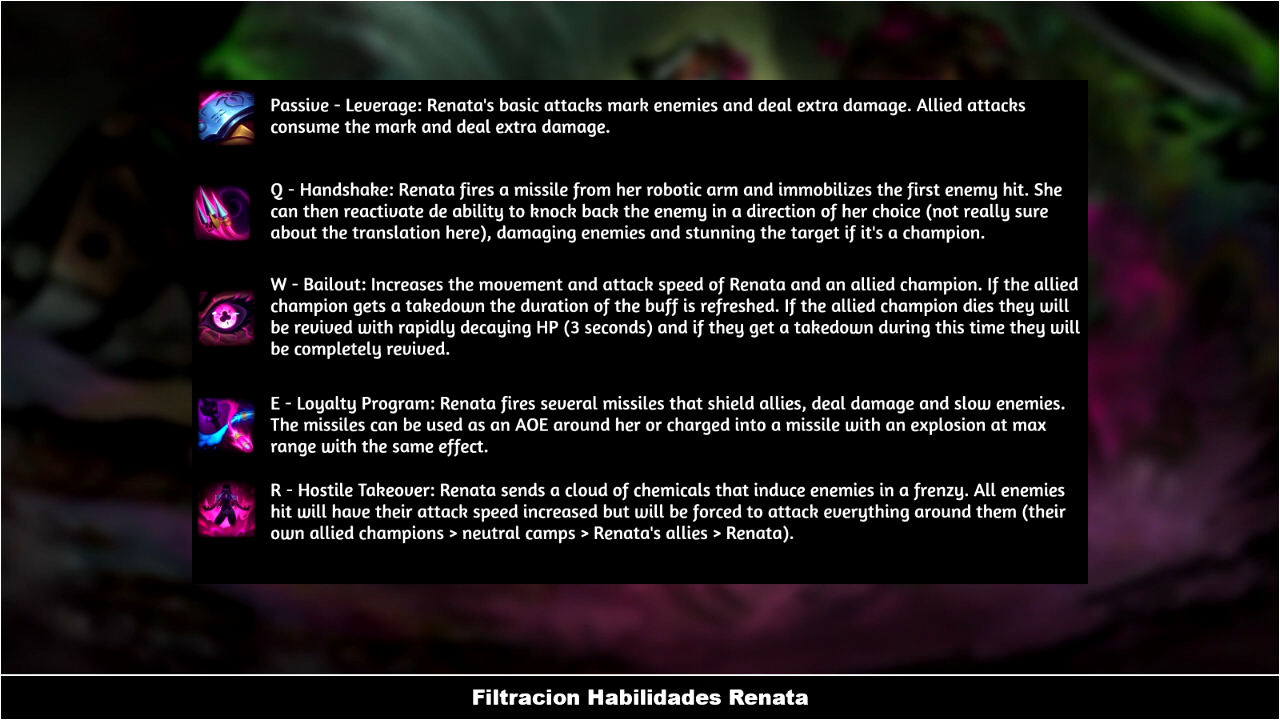 Passive - Leverage: Renata's basic attacks mark enemies and deal extra damage. Allied attacks
consume the mark and deal extra damage.
Q - Handshake: Renata fires a missile from her robotic arm and immobilizes the first enemy hit. She
can then reactivate de ability to knock back the enemy in a direction of her choice (not really sure
about the translation here), damaging enemies and stunning the target if it's a champion.
W - Bailout: Increases the movement and attack speed of Renata and an allied champion. If the allied
champion gets a takedown the duration of the buff is refreshed. If the allied champion dies they will
be revived with rapidly decaying HP (3 seconds) and if they get a takedown during this time they will
be completely revived.
E - Loyalty Program: Renata fires several missiles that shield allies, deal damage and slow enemies.
The missiles can be used as an AOE around her or charged into a missile with an explosion at max
range with the same effect.
R - Hostile Takeover: Renata sends a cloud of chemicals that induce enemies in a frenzy. All enemies
hit will have their attack speed increased but will be forced to attack everything around them (their
own allied champions > neutral camps > Renata's allies > Renata).
Filtracion Habilidades Renata